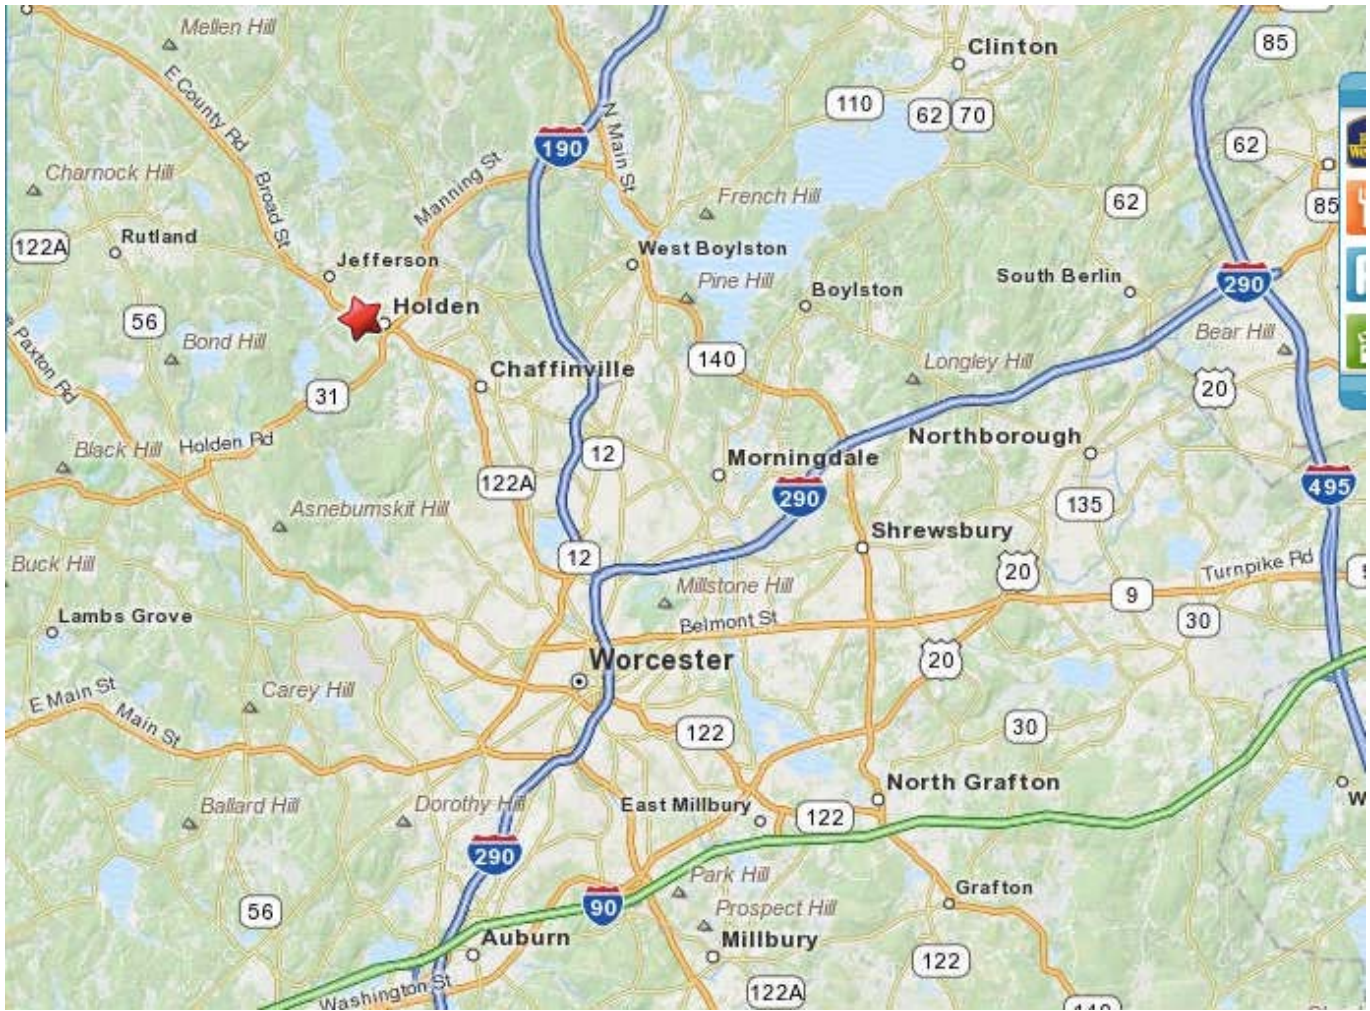 Mellen Hill
Clinton
85
E County Rd
N Main St
110
62
70
190
62
Charnock Hill
Broad St
Manning St
French Hill
62
85
122A
Rutland
Jefferson
West Boylston
Pine Hill
Boylston
South Berlin
290
Holden
56
Bond Hill
Paxton Rd
Chaffinville
140
Longley Hill
Bear Hill
20
31
Holden Rd
Black Hill
12
Morningdale
Northborough
122A
290
495
135
Asnebumskit Hill
Shrewsbury
Buck Hill
12
Millstone Hill
20
Turnpike Rd
9
Lambs Grove
Belmont St
30
Worcester
20
E Main St
Carey Hill
Main St
122
30
North Grafton
Ballard Hill
Dorothy Hill
East Millbury
122
W
290
Park Hill
Grafton
90
56
Prospect Hill
Auburn
Millbury
122
Washington St
122A
140